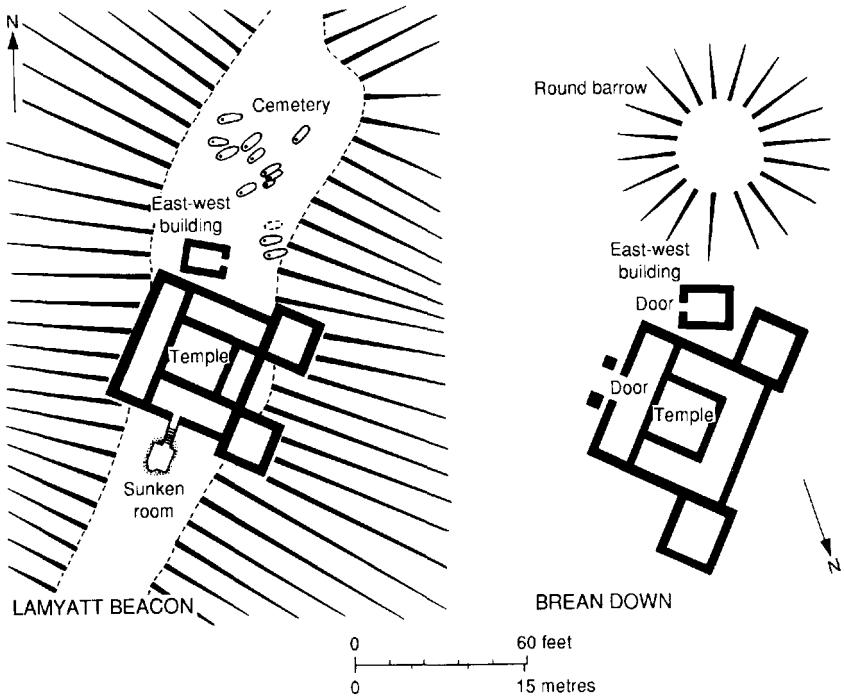 N
Cemetery
East-west
building
Temple
Sunken
room
LAMYATT BEACON
Round barrow
East-west
building
Door
Door
Temple
N
BREAN DOWN
0 60 feet
0 15 metres